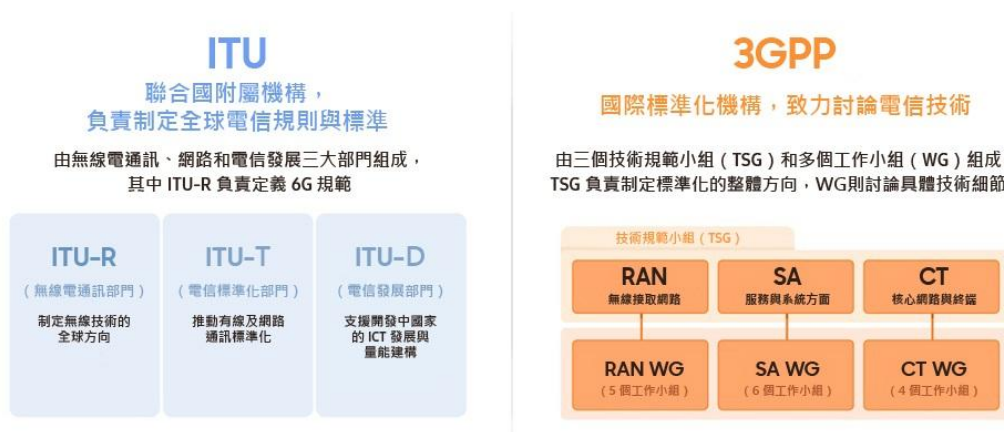 ITU
聯合國附屬機構，
負責制定全球電信規則與標準
由無線電通訊、網路和電信發展三大部門組成，
其中 ITU-R 負責定義 6G 規範
ITU-R
（無線電通訊部門）
制定無線技術的
全球方向
ITU-T
（電信標準化部門）
推動有線及網路
通訊標準化
ITU-D
（電信發展部門）
支援開發中國家
的 ICT 發展與
量能建構
3GPP
國際標準化機構，致力討論電信技術
由三個技術規範小組（TSG）和多個工作小組（WG）組成
TSG 負責制定標準化的整體方向，WG則討論具體技術細節
技術規範小組（TSG）
RAN
無線接取網路
SA
服務與系統方面
CT
核心網路與終端
RAN WG
（5 個工作小組）
SA WG
（6 個工作小組）
CT WG
（4 個工作小組）